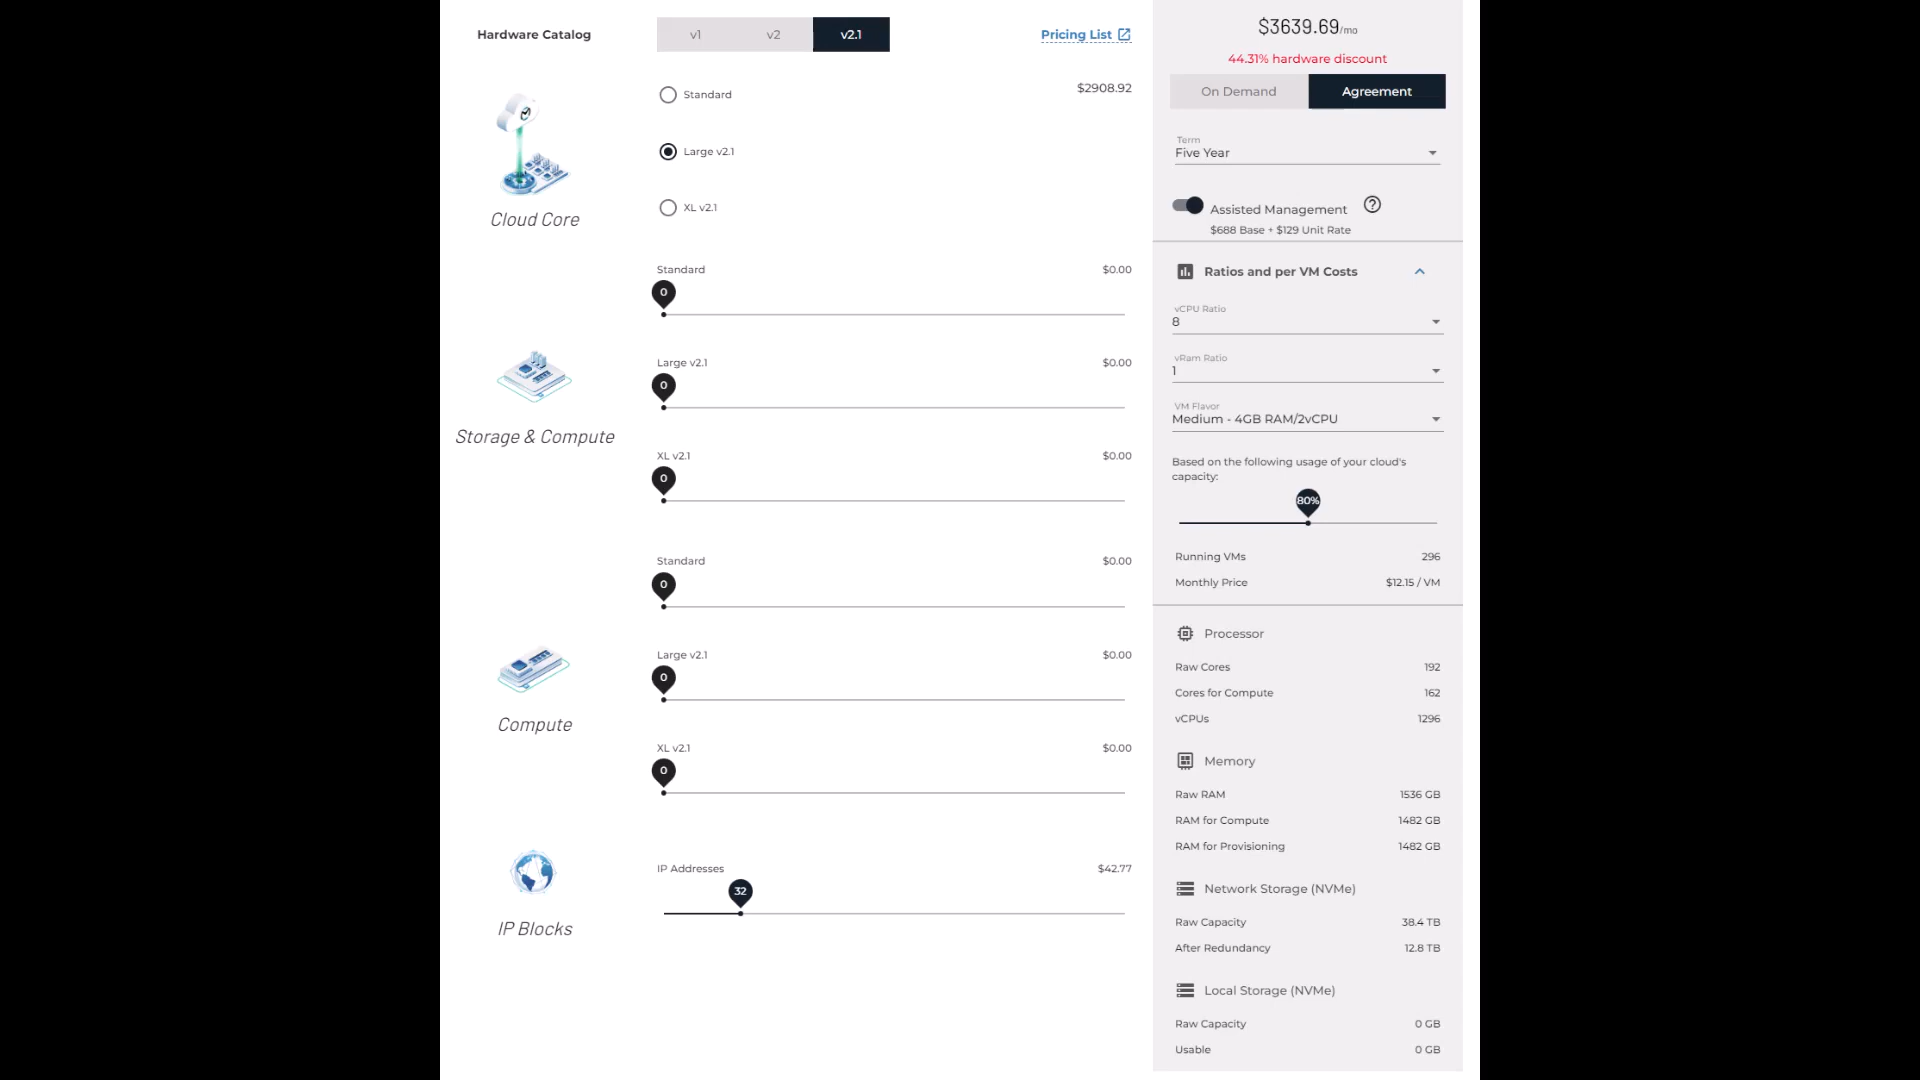 Hardware Catalog
v1
v2
v2.1
Pricing List
Standard
$2908.92
Large v2.1
XL v2.1
Cloud Core
Standard
$0.00
0
Large v2.1
$0.00
0
Storage & Compute
XL v2.1
$0.00
0
Standard
$0.00
0
Large v2.1
$0.00
0
Compute
XL v2.1
$0.00
0
IP Addresses
$42.77
32
IP Blocks
$3639.69/mo
44.31% hardware discount
On Demand
Agreement
Term
Five Year
Assisted Management
$688 Base + $129 Unit Rate
Ratios and per VM Costs
vCPU Ratio
8
vRam Ratio
1
VM Flavor
Medium - 4GB RAM/2vCPU
Based on the following usage of your cloud's
capacity:
80%
Running VMs 296
Monthly Price $12.15 / VM
Processor
Raw Cores 192
Cores for Compute 162
vCPUs 1296
Memory
Raw RAM 1536 GB
RAM for Compute 1482 GB
RAM for Provisioning 1482 GB
Network Storage (NVMe)
Raw Capacity 38.4 TB
After Redundancy 12.8 TB
Local Storage (NVMe)
Raw Capacity 0 GB
Usable 0 GB